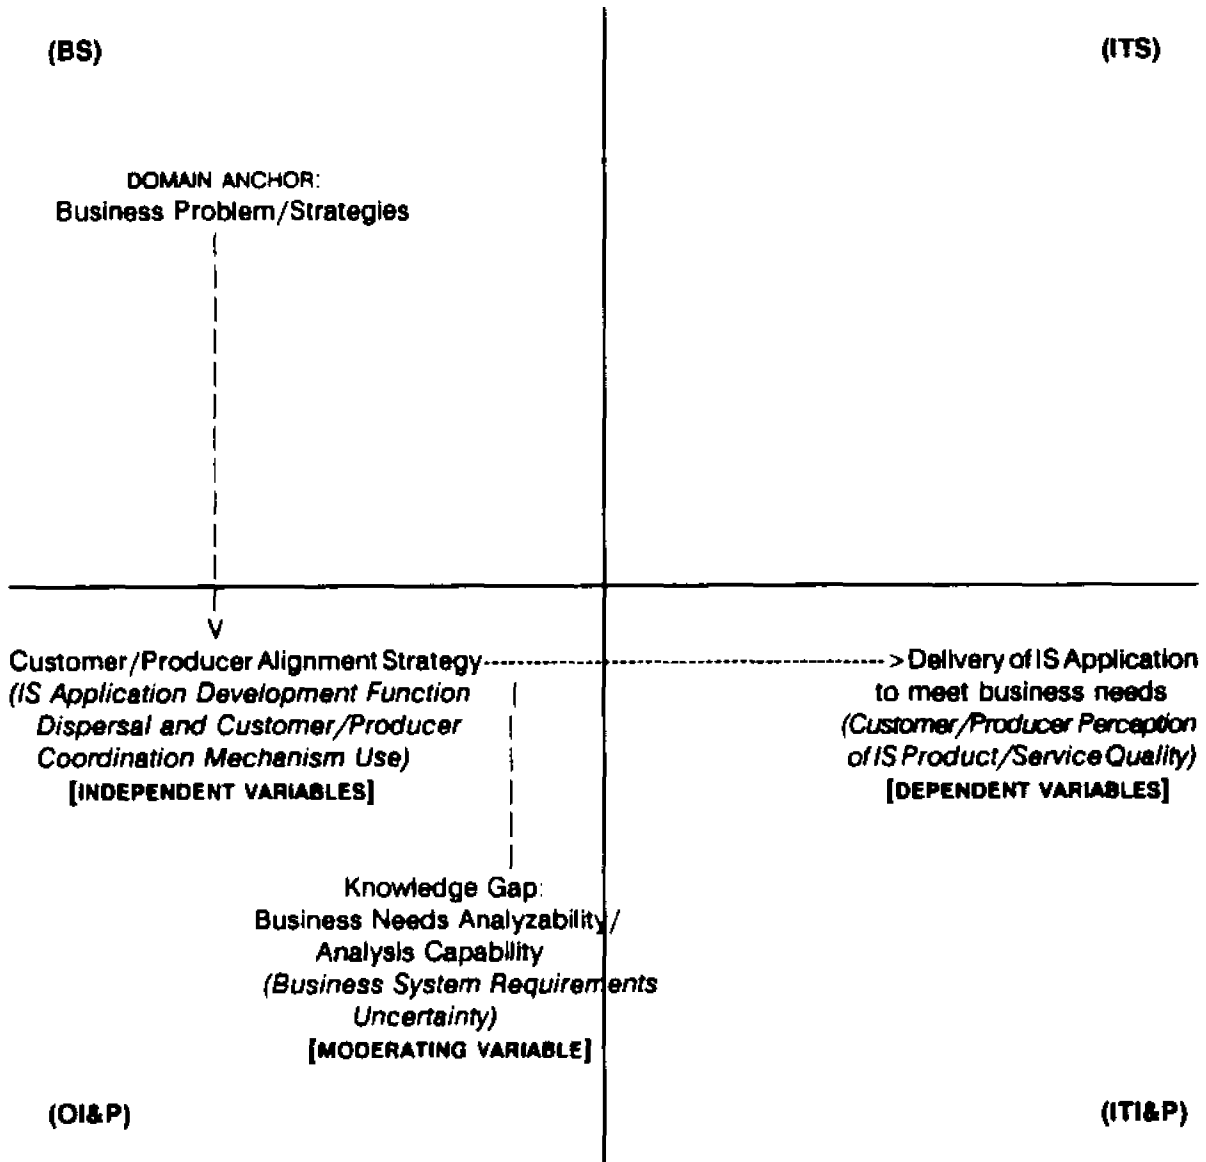 (BS)
(ITS)
DOMAIN ANCHOR:
Business Problem/Strategies
Customer/Producer Alignment Strategy
(IS Application Development Function
Dispersal and Customer/Producer
Coordination Mechanism Use)
[INDEPENDENT VARIABLES]
Delivery of IS Application
to meet business needs
(Customer/Producer Perception
of IS Product/Service Quality)
[DEPENDENT VARIABLES]
Knowledge Gap:
Business Needs Analyzability/
Analysis Capability
(Business System Requirements
Uncertainty)
[MODERATING VARIABLE]
(OI&P)
(ITI&P)